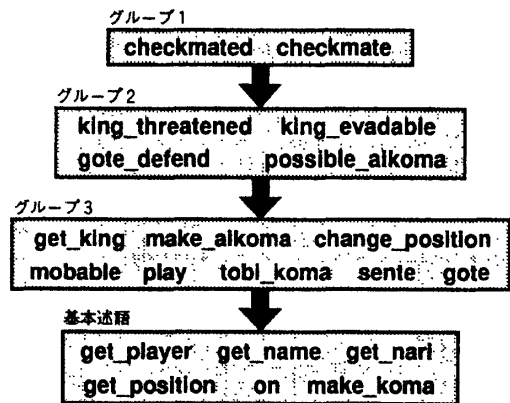 グループ1
checkmated checkmate
グループ2
king_threatened king_evadable
gote_defend possible_aikoma
グループ3
get_king make_aikoma change_position
mobable play tobi_koma sente gote
基本述語
get_player get_name get_nari
get_position on make_koma